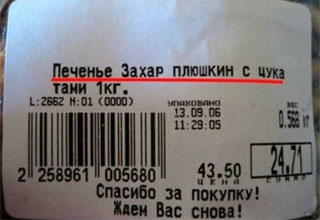 Печенье Захар плюшкин с цука
тами 1кг.
L:2662 M:01 (0000)
УПАКОВАНО
13.09.06
11:29:05
ВЕС
0.568 кг
2 258961 005680
43.50
ЦЕНА
24.71
СУММА
Спасибо за покупку!
Ждем Вас снова!